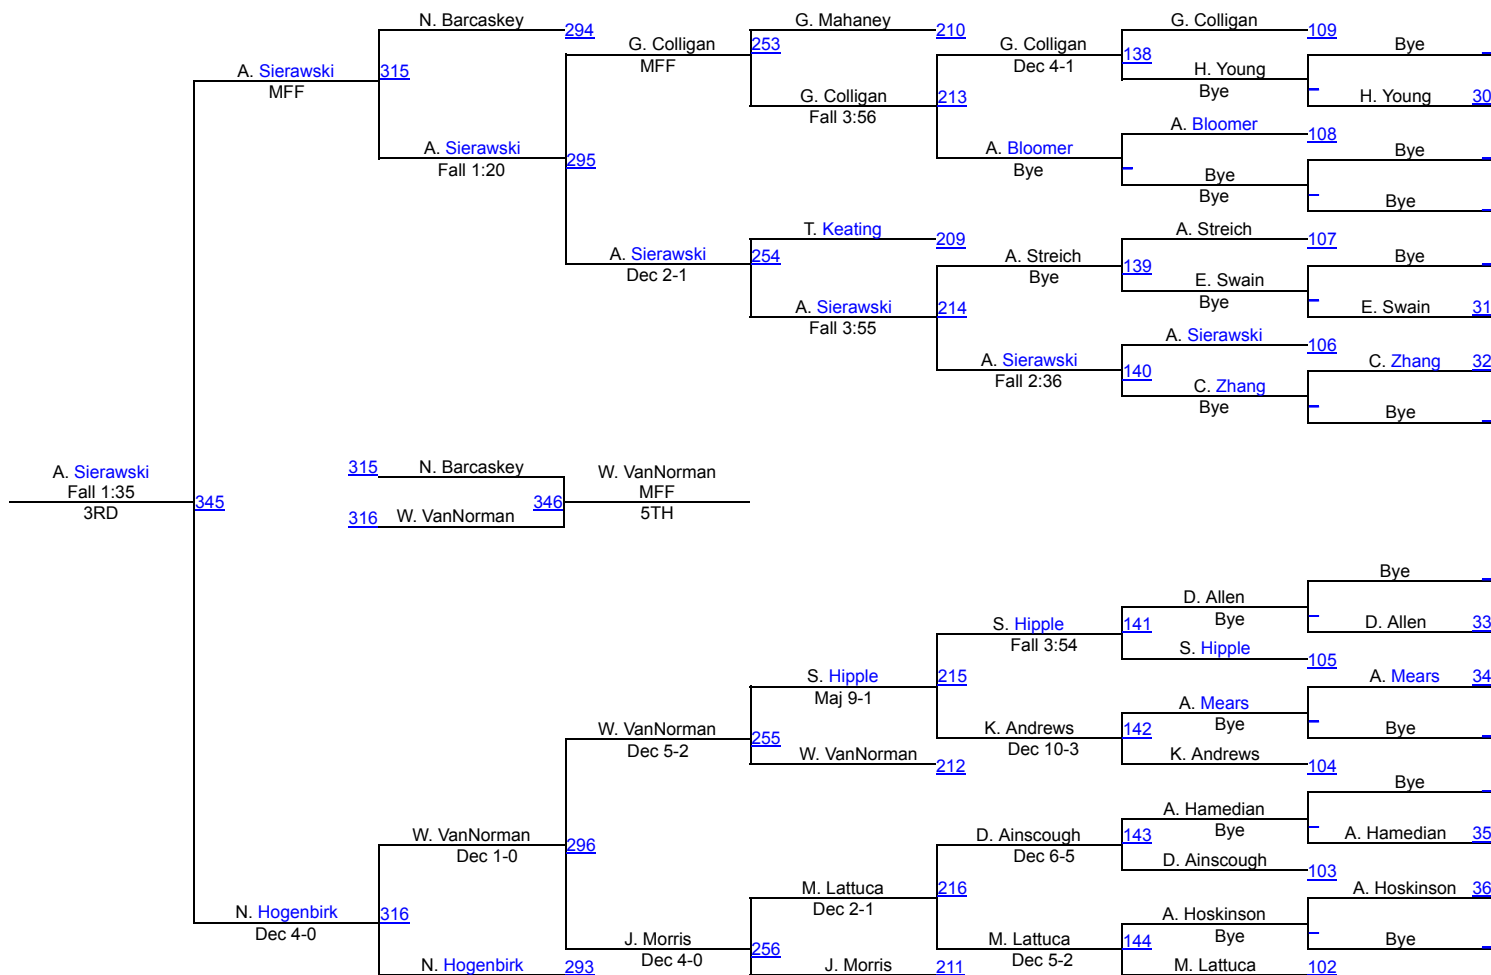 N. Barcaskey 294
G. Mahaney 210
G. Colligan 109
G. Colligan 253
MFF
G. Colligan 138
Dec 4-1
Bye
A. Sierawski 315
MFF
H. Young
Bye
H. Young 30
G. Colligan 213
Fall 3:56
A. Bloomer 108
A. Sierawski 295
Fall 1:20
A. Bloomer
Bye
Bye
Bye
Bye
Bye
T. Keating 209
A. Streich 107
A. Sierawski 254
Dec 2-1
A. Streich 139
Bye
Bye
E. Swain
Bye
E. Swain 31
A. Sierawski 214
Fall 3:55
A. Sierawski 106
A. Sierawski 140
Fall 2:36
C. Zhang 32
C. Zhang
Bye
Bye
A. Sierawski
Fall 1:35
3RD
345
315 N. Barcaskey
316 W. VanNorman
346
W. VanNorman
MFF
5TH
Bye
D. Allen
Bye
D. Allen 33
S. Hipple 141
Fall 3:54
S. Hipple 105
S. Hipple 215
Maj 9-1
A. Mears 34
A. Mears
Bye
Bye
W. VanNorman 255
Dec 5-2
K. Andrews 142
Dec 10-3
W. VanNorman 212
K. Andrews 104
Bye
A. Hamedian
Bye
A. Hamedian 35
W. VanNorman 296
Dec 1-0
D. Ainscough 143
Dec 6-5
D. Ainscough 103
M. Lattuca 216
Dec 2-1
A. Hoskinson 36
N. Hogenbirk 316
Dec 4-0
A. Hoskinson
Bye
Bye
J. Morris 256
Dec 4-0
M. Lattuca 144
Dec 5-2
N. Hogenbirk 293
J. Morris 211
M. Lattuca 102